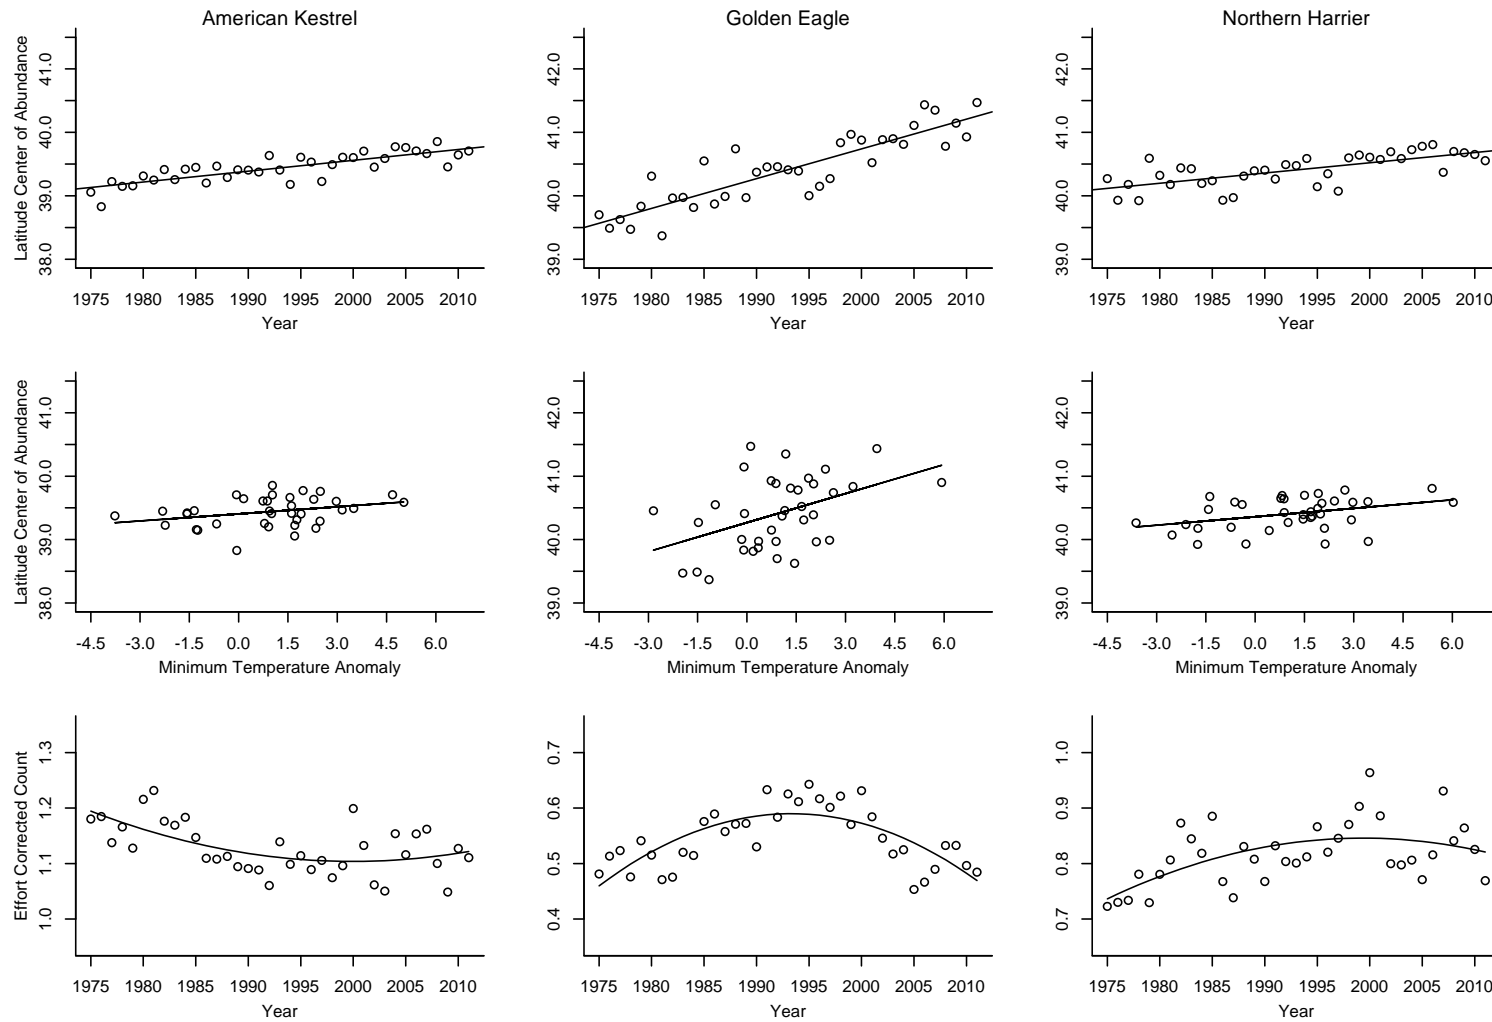 American Kestrel Golden Eagle Northern Harrier
Latitude Center of Abundance
41.0
40.0
39.0
38.0
42.0
41.0
40.0
39.0
42.0
41.0
40.0
39.0
1975 1980 1985 1990 1995 2000 2005 2010
1975 1980 1985 1990 1995 2000 2005 2010
1975 1980 1985 1990 1995 2000 2005 2010
Year Year Year
Latitude Center of Abundance
41.0
40.0
39.0
38.0
42.0
41.0
40.0
39.0
42.0
41.0
40.0
39.0
-4.5 -3.0 -1.5 0.0 1.5 3.0 4.5 6.0
-4.5 -3.0 -1.5 0.0 1.5 3.0 4.5 6.0
-4.5 -3.0 -1.5 0.0 1.5 3.0 4.5 6.0
Minimum Temperature Anomaly Minimum Temperature Anomaly Minimum Temperature Anomaly
Effort Corrected Count
1.3
1.2
1.1
1.0
0.7
0.6
0.5
0.4
1.0
0.9
0.8
0.7
1975 1980 1985 1990 1995 2000 2005 2010
1975 1980 1985 1990 1995 2000 2005 2010
1975 1980 1985 1990 1995 2000 2005 2010
Year Year Year